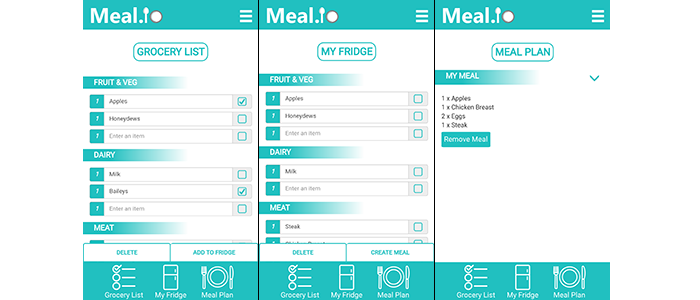 Meal.io
GROCERY LIST
FRUIT & VEG
1 Apples
1 Honeydews
1 Enter an item
DAIRY
1 Milk
1 Baileys
1 Enter an item
MEAT
DELETE ADD TO FRIDGE
Grocery List My Fridge Meal Plan
Meal.io
MY FRIDGE
FRUIT & VEG
1 Apples
1 Honeydews
1 Enter an item
DAIRY
1 Milk
1 Enter an item
MEAT
1 Steak
Chicken Breast
DELETE CREATE MEAL
Grocery List My Fridge Meal Plan
Meal.io
MEAL PLAN
MY MEAL
1 x Apples
1 x Chicken Breast
2 x Eggs
1 x Steak
Remove Meal
Grocery List My Fridge Meal Plan